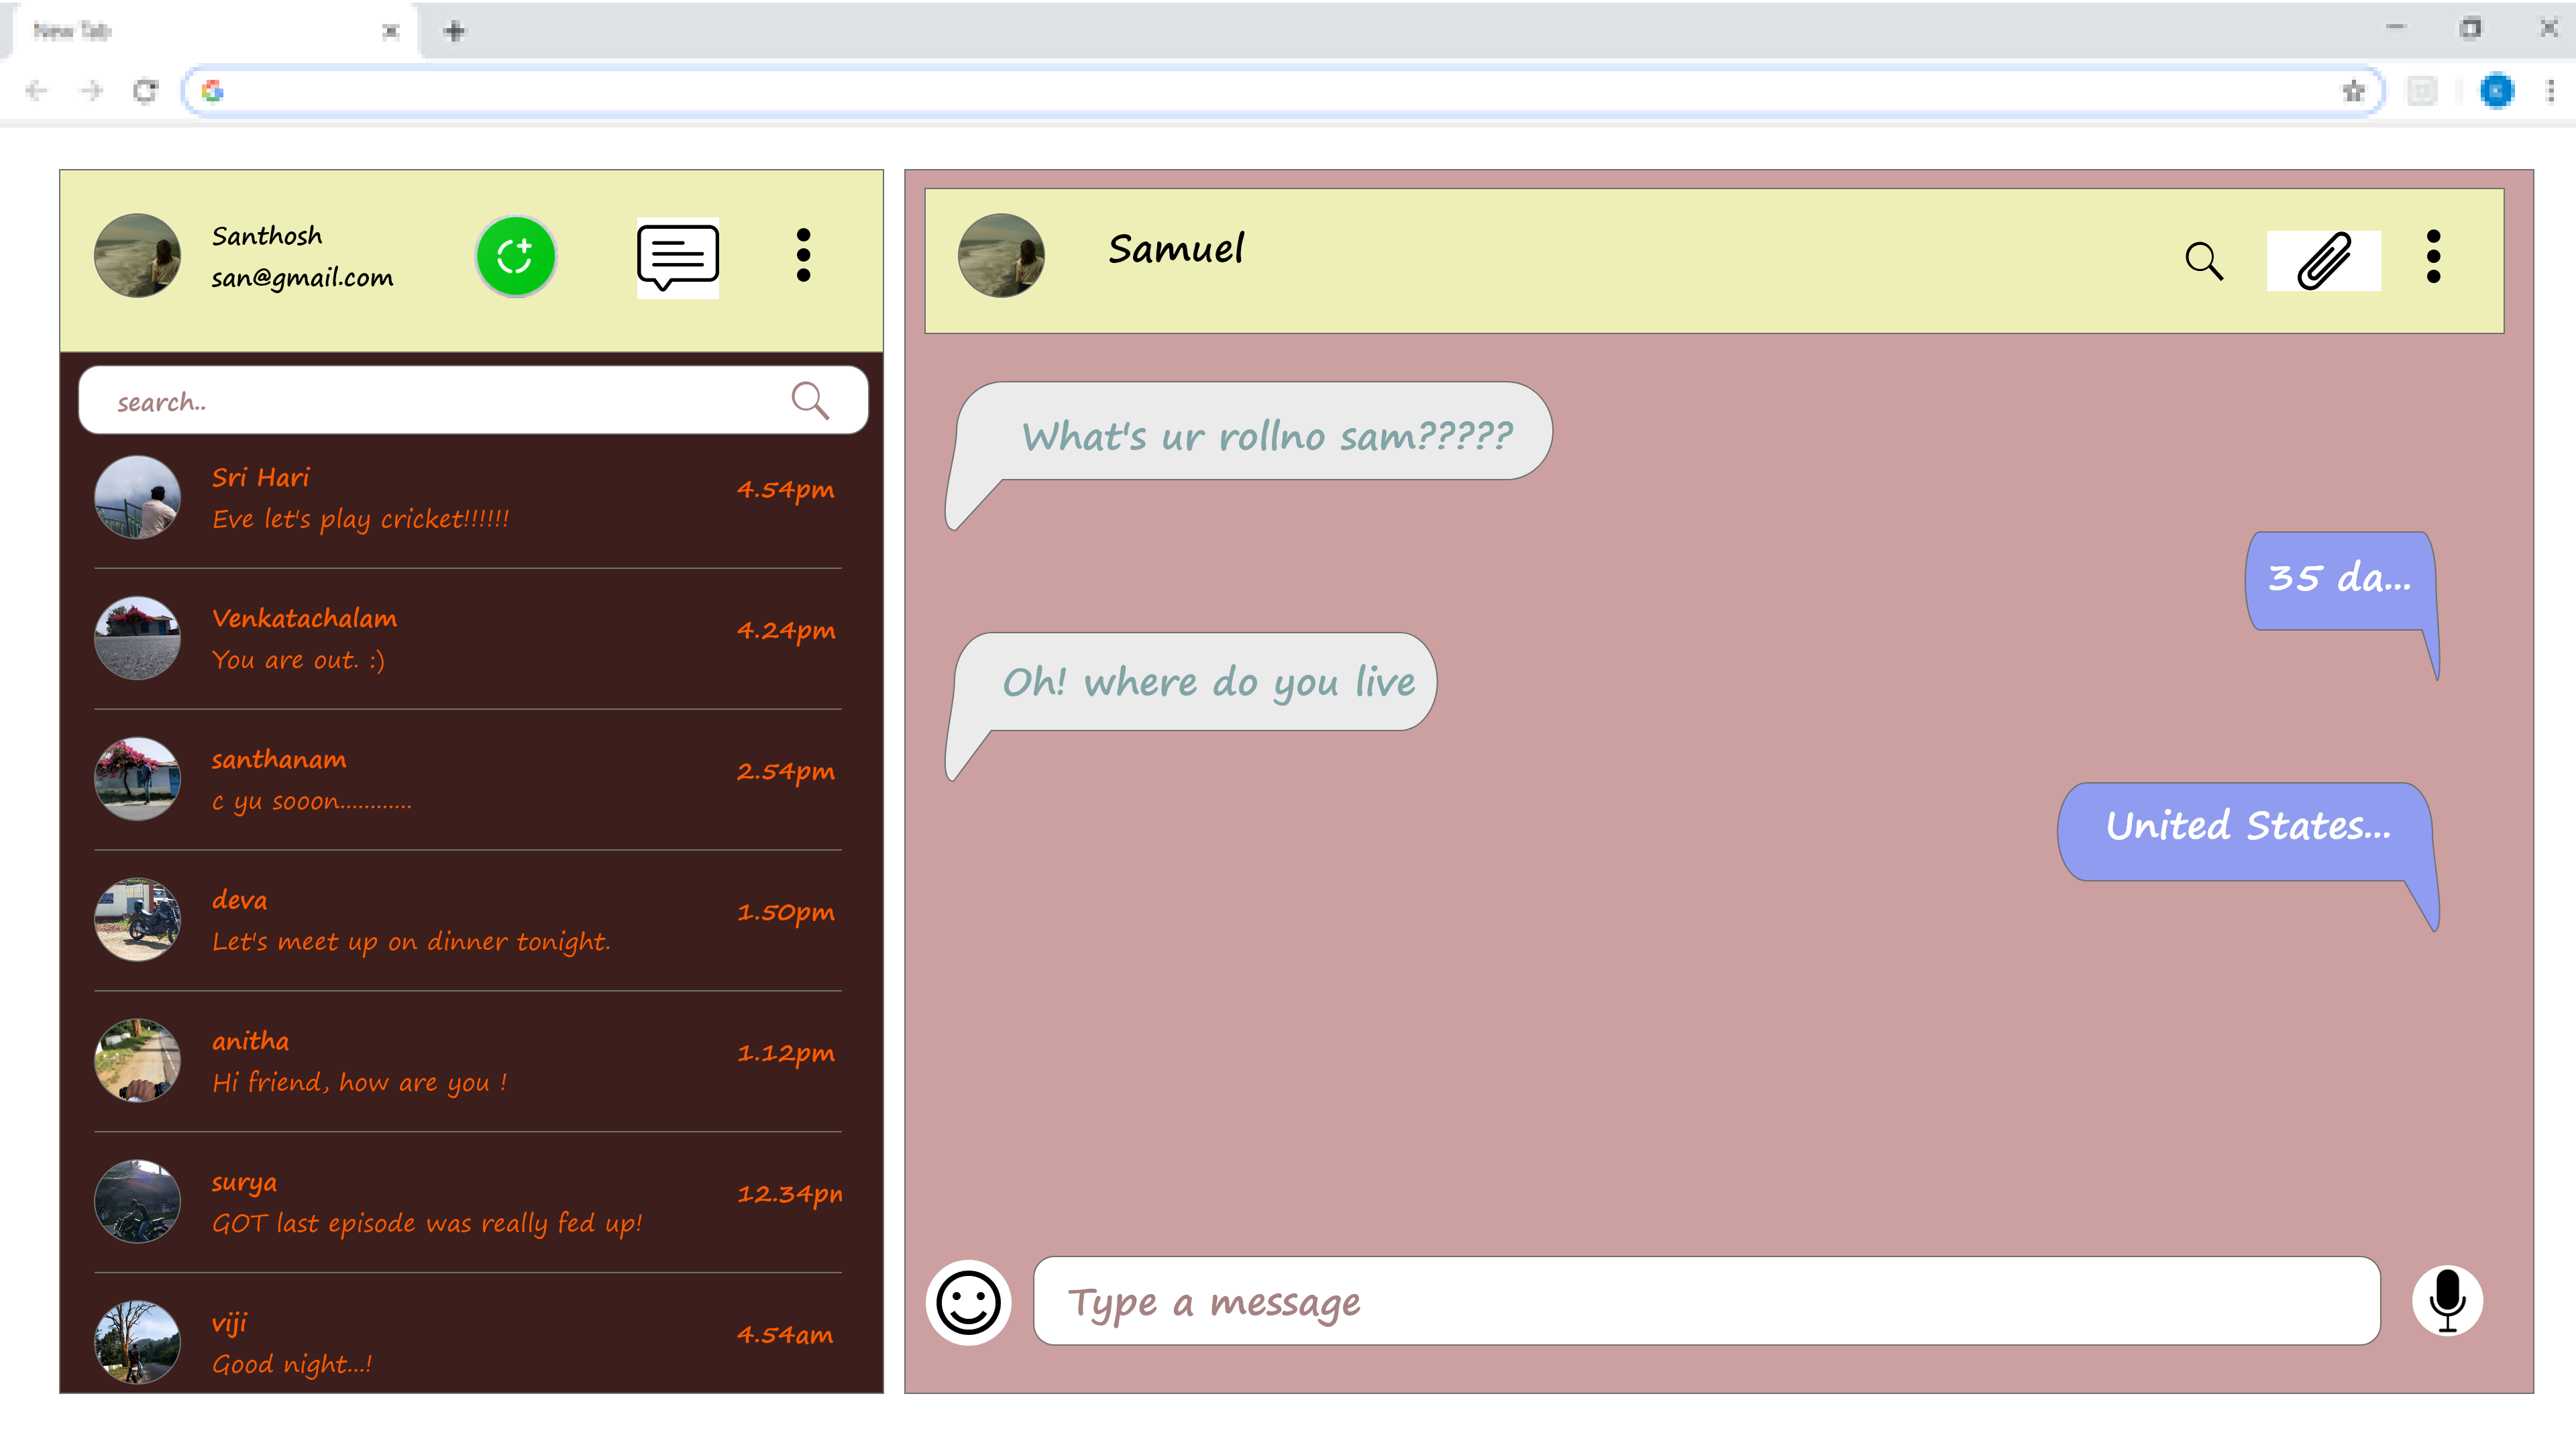 New Tab
Santhosh
san@gmail.com
search..
Sri Hari
4.54pm
Eve let's play cricket!!!!!!
Venkatachalam
4.24pm
You are out. :)
santhanam
2.54pm
c yu sooon............
deva
1.50pm
Let's meet up on dinner tonight.
anitha
1.12pm
Hi friend, how are you !
surya
12.34pm
GOT last episode was really fed up!
viji
4.54am
Good night...!
Samuel
What's ur rollno sam?????
35 da...
Oh! where do you live
United States...
Type a message